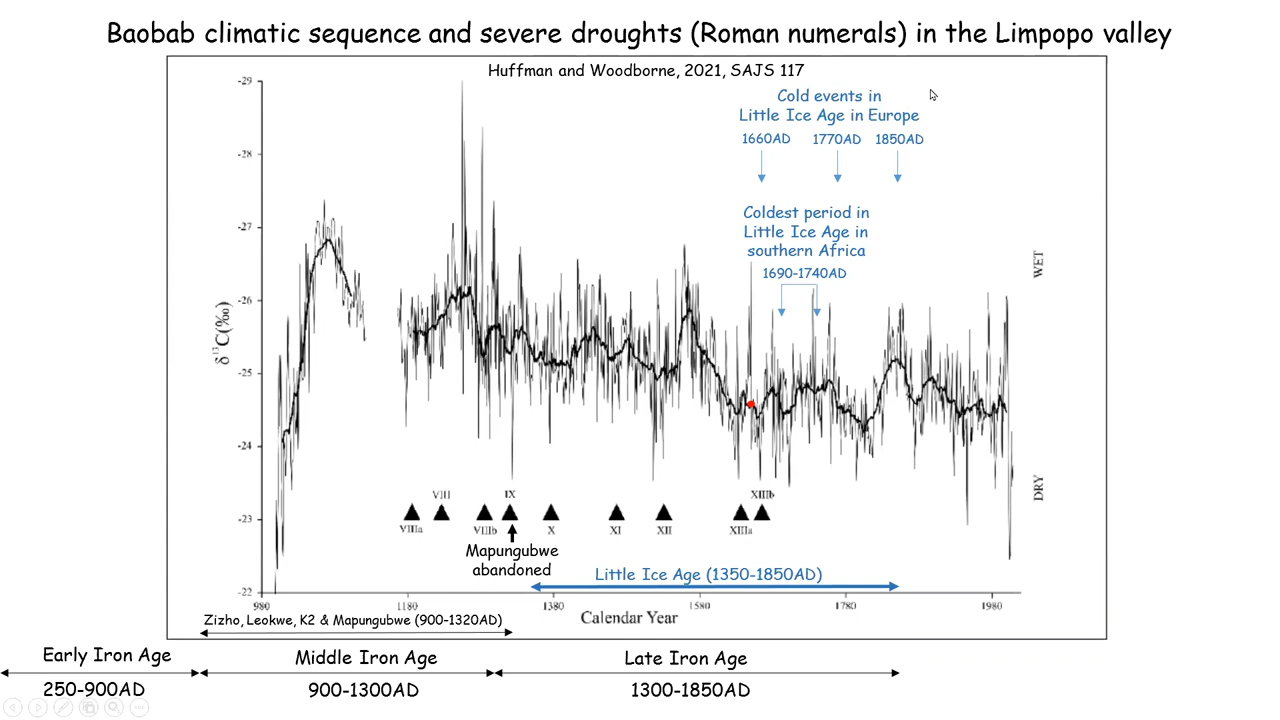 Baobab climatic sequence and severe droughts (Roman numerals) in the Limpopo valley
Huffman and Woodborne, 2021, SAJS 117
Cold events in
Little Ice Age in Europe
1660AD 1770AD 1850AD
Coldest period in
Little Ice Age in
southern Africa
1690-1740AD
-29
-28
-27
-26
-25
-24
-23
-22
δ¹³C(‰)
WET
DRY
VIII IX XIIIb
VIIIa VIIIb X XI XII XIIIa
Mapungubwe
abandoned
Little Ice Age (1350-1850AD)
980 1180 1380 1580 1780 1980
Calendar Year
Zizho, Leokwe, K2 & Mapungubwe (900-1320AD)
Early Iron Age Middle Iron Age Late Iron Age
250-900AD 900-1300AD 1300-1850AD